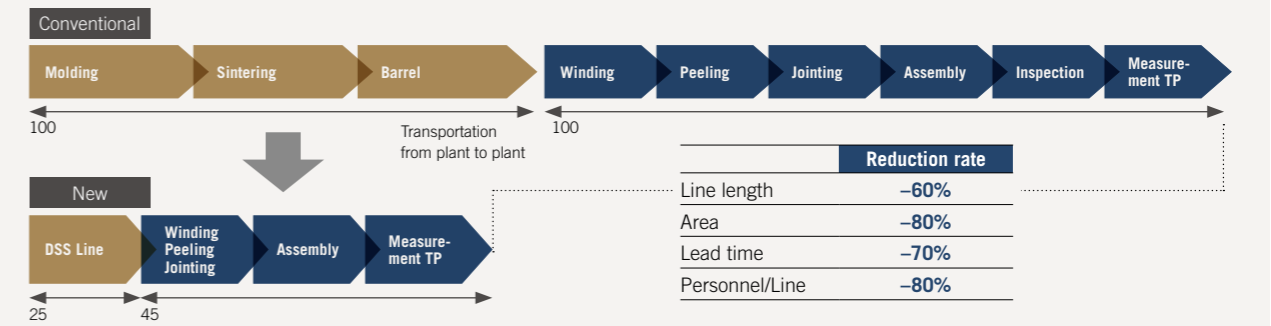 Conventional
Molding
Sintering
Barrel
Winding
Peeling
Jointing
Assembly
Inspection
Measure-
ment TP
100
Transportation
from plant to plant
100
New
DSS Line
Winding
Peeling
Jointing
Assembly
Measure-
ment TP
25
45
Reduction rate
Line length –60%
Area –80%
Lead time –70%
Personnel/Line –80%